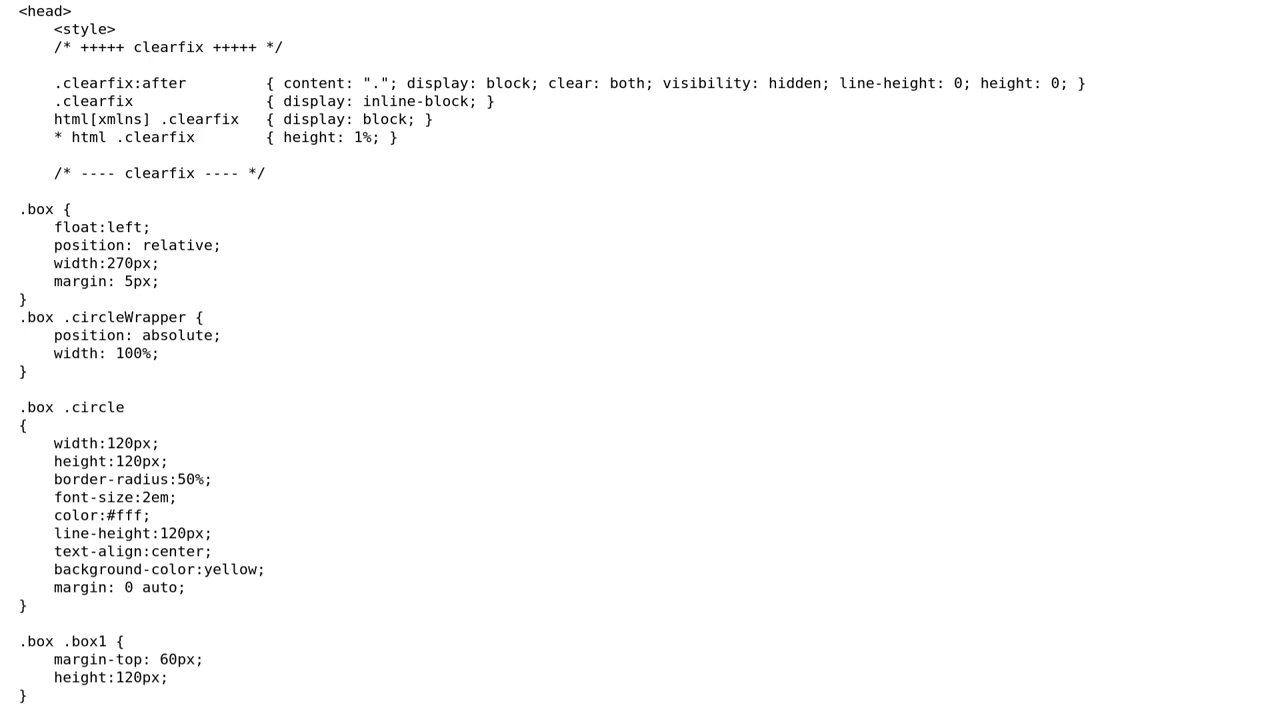 <head>
    <style>
    /* +++++ clearfix +++++ */

    .clearfix:after         { content: "."; display: block; clear: both; visibility: hidden; line-height: 0; height: 0; }
    .clearfix               { display: inline-block; }
    html[xmlns] .clearfix   { display: block; }
    * html .clearfix        { height: 1%; }

    /* ---- clearfix ---- */

.box {
    float:left;
    position: relative;
    width:270px;
    margin: 5px;
}
.box .circleWrapper {
    position: absolute;
    width: 100%;
}

.box .circle
{
    width:120px;
    height:120px;
    border-radius:50%;
    font-size:2em;
    color:#fff;
    line-height:120px;
    text-align:center;
    background-color:yellow;
    margin: 0 auto;
}

.box .box1 {
    margin-top: 60px;
    height:120px;
}